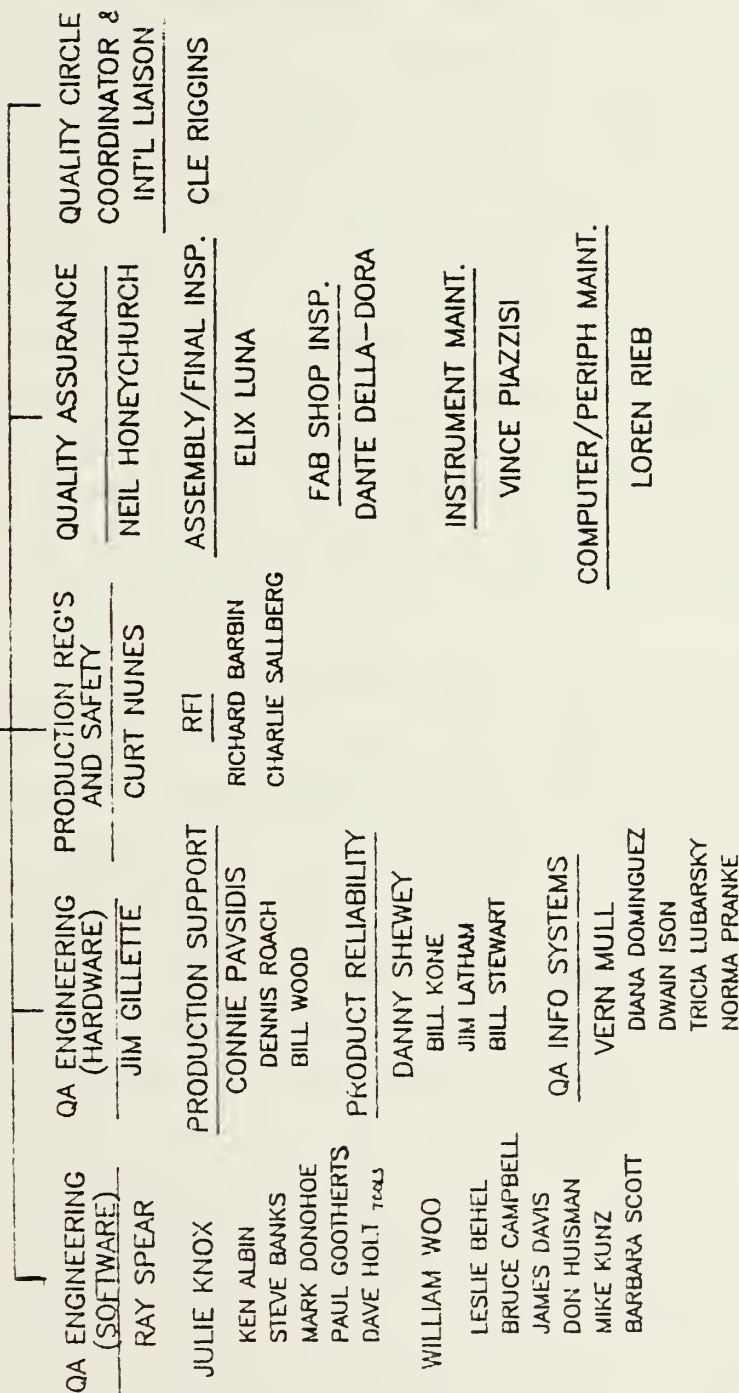 QA ENGINEERING
(SOFTWARE)
RAY SPEAR
JULIE KNOX
KEN ALBIN
STEVE BANKS
MARK DONOHOE
PAUL GOOTHERTS
DAVE HOLT TOOLS
WILLIAM WOO
LESLIE BEHEL
BRUCE CAMPBELL
JAMES DAVIS
DON HUISMAN
MIKE KUNZ
BARBARA SCOTT
QA ENGINEERING
(HARDWARE)
JIM GILLETTE
PRODUCTION SUPPORT
CONNIE PAVSIDIS
DENNIS ROACH
BILL WOOD
PRODUCT RELIABILITY
DANNY SHEWEY
BILL KONE
JIM LATHAM
BILL STEWART
QA INFO SYSTEMS
VERN MULL
DIANA DOMINGUEZ
DWAIN ISON
TRICIA LUBARSKY
NORMA PRANKE
PRODUCTION REG'S
AND SAFETY
CURT NUNES
RFI
RICHARD BARBIN
CHARLIE SALLBERG
QUALITY ASSURANCE
NEIL HONEYCHURCH
ASSEMBLY/FINAL INSP.
ELIX LUNA
FAB SHOP INSP.
DANTE DELLA-DORA
INSTRUMENT MAINT.
VINCE PIAZZISI
COMPUTER/PERIPH MAINT.
LOREN RIEB
QUALITY CIRCLE
COORDINATOR &
INT'L LIAISON
CLE RIGGINS